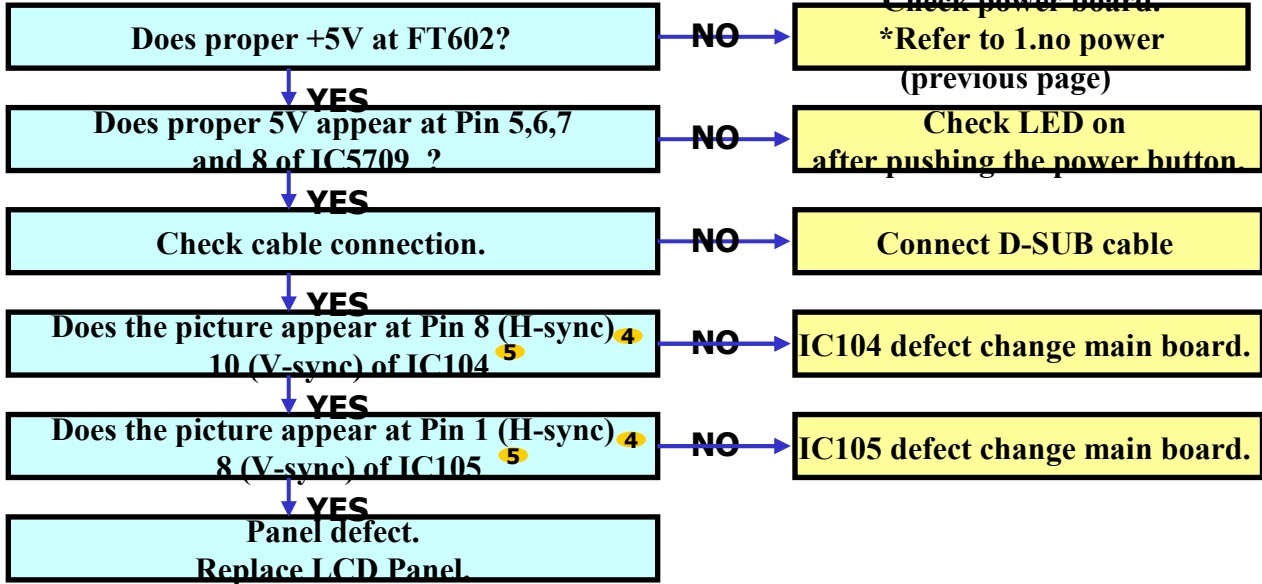 Does proper +5V at FT602?
NO
Check power board.
*Refer to 1.no power
(previous page)
YES
Does proper 5V appear at Pin 5,6,7
and 8 of IC5709 ?
NO
Check LED on
after pushing the power button.
YES
Check cable connection.
NO
Connect D-SUB cable
YES
Does the picture appear at Pin 8 (H-sync) 4
10 (V-sync) of IC104 5
NO
IC104 defect change main board.
YES
Does the picture appear at Pin 1 (H-sync) 4
8 (V-sync) of IC105 5
NO
IC105 defect change main board.
YES
Panel defect.
Replace LCD Panel.